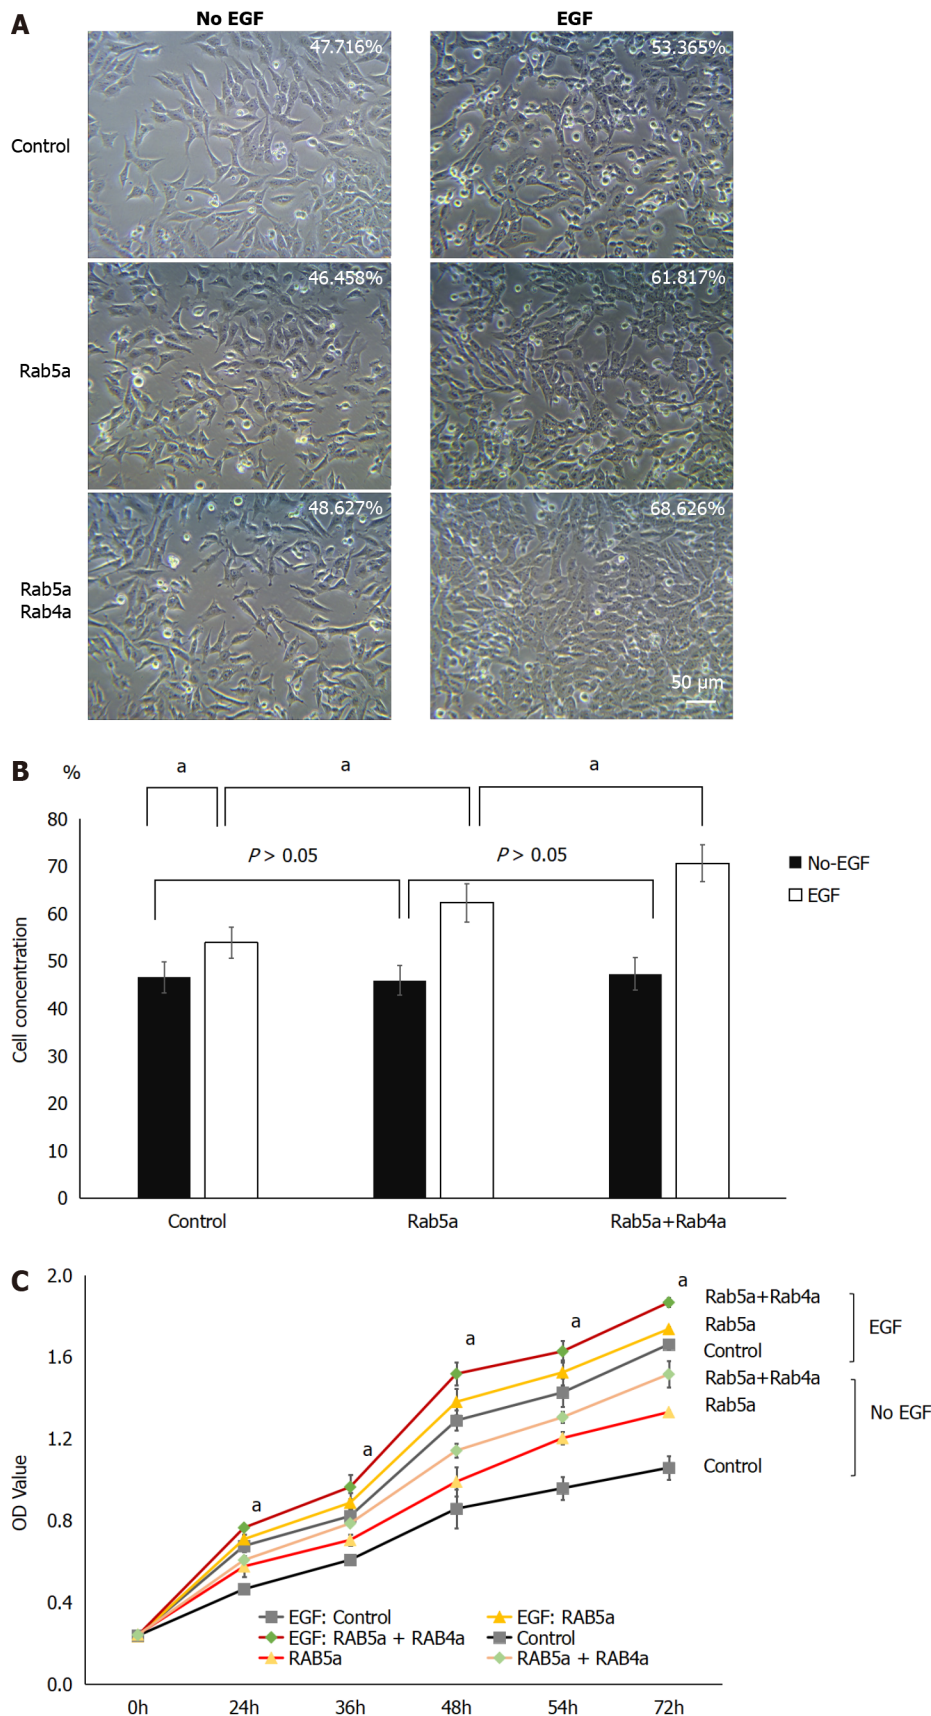 A
No EGF
EGF
Control
47.716%
53.365%
Rab5a
46.458%
61.817%
Rab5a
Rab4a
48.627%
68.626%
50 µm
B
%
a
a
a
P > 0.05
P > 0.05
No-EGF
EGF
Cell concentration
80
70
60
50
40
30
20
10
0
Control
Rab5a
Rab5a+Rab4a
C
OD Value
2.0
1.6
1.2
0.8
0.4
0.0
a
a
a
a
a
Rab5a+Rab4a
Rab5a
Control
EGF
Rab5a+Rab4a
Rab5a
Control
No EGF
EGF: Control
EGF: RAB5a
EGF: RAB5a + RAB4a
Control
RAB5a
RAB5a + RAB4a
0h
24h
36h
48h
54h
72h